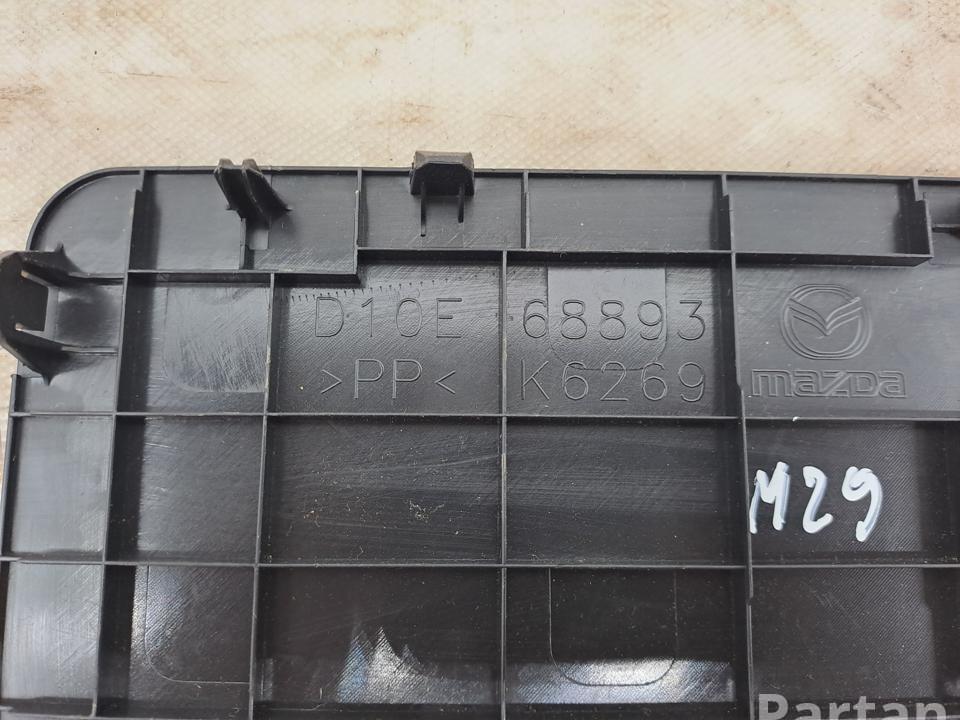 D10E 68893
>PP< K6269
mazda
M29
Partan